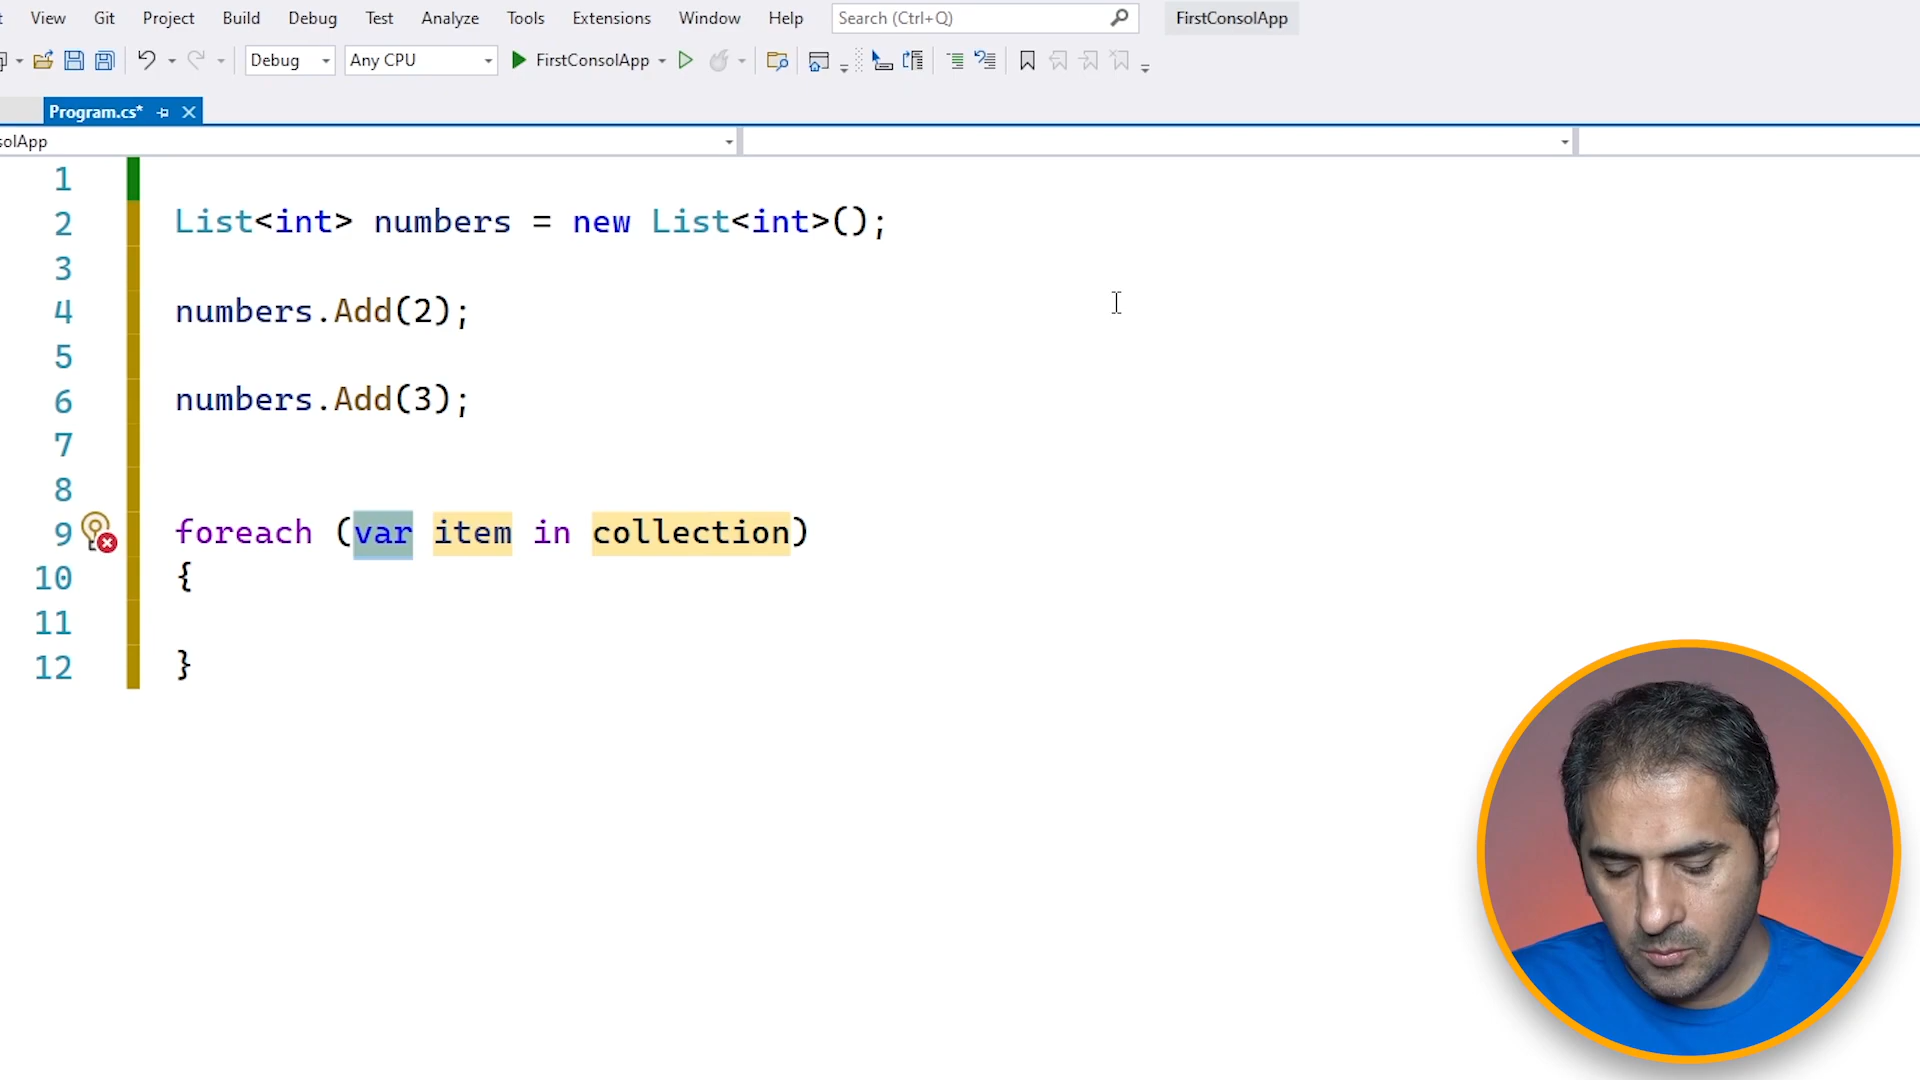 View Git Project Build Debug Test Analyze Tools Extensions Window Help Search (Ctrl+Q) FirstConsolApp
Debug Any CPU FirstConsolApp
Program.cs*
solApp
1
2 List<int> numbers = new List<int>();
3
4 numbers.Add(2);
5
6 numbers.Add(3);
7
8
9 foreach (var item in collection)
10 {
11
12 }